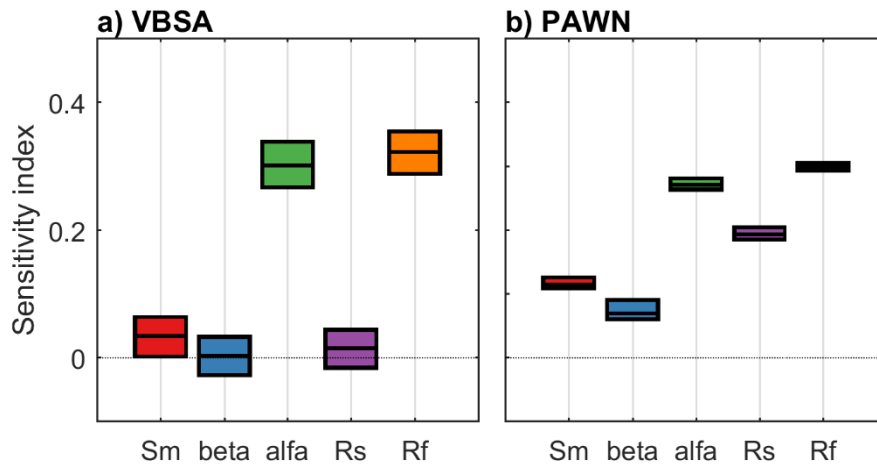 a) VBSA
b) PAWN
Sensitivity index
0.4
0.2
0
Sm beta alfa Rs Rf
Sm beta alfa Rs Rf